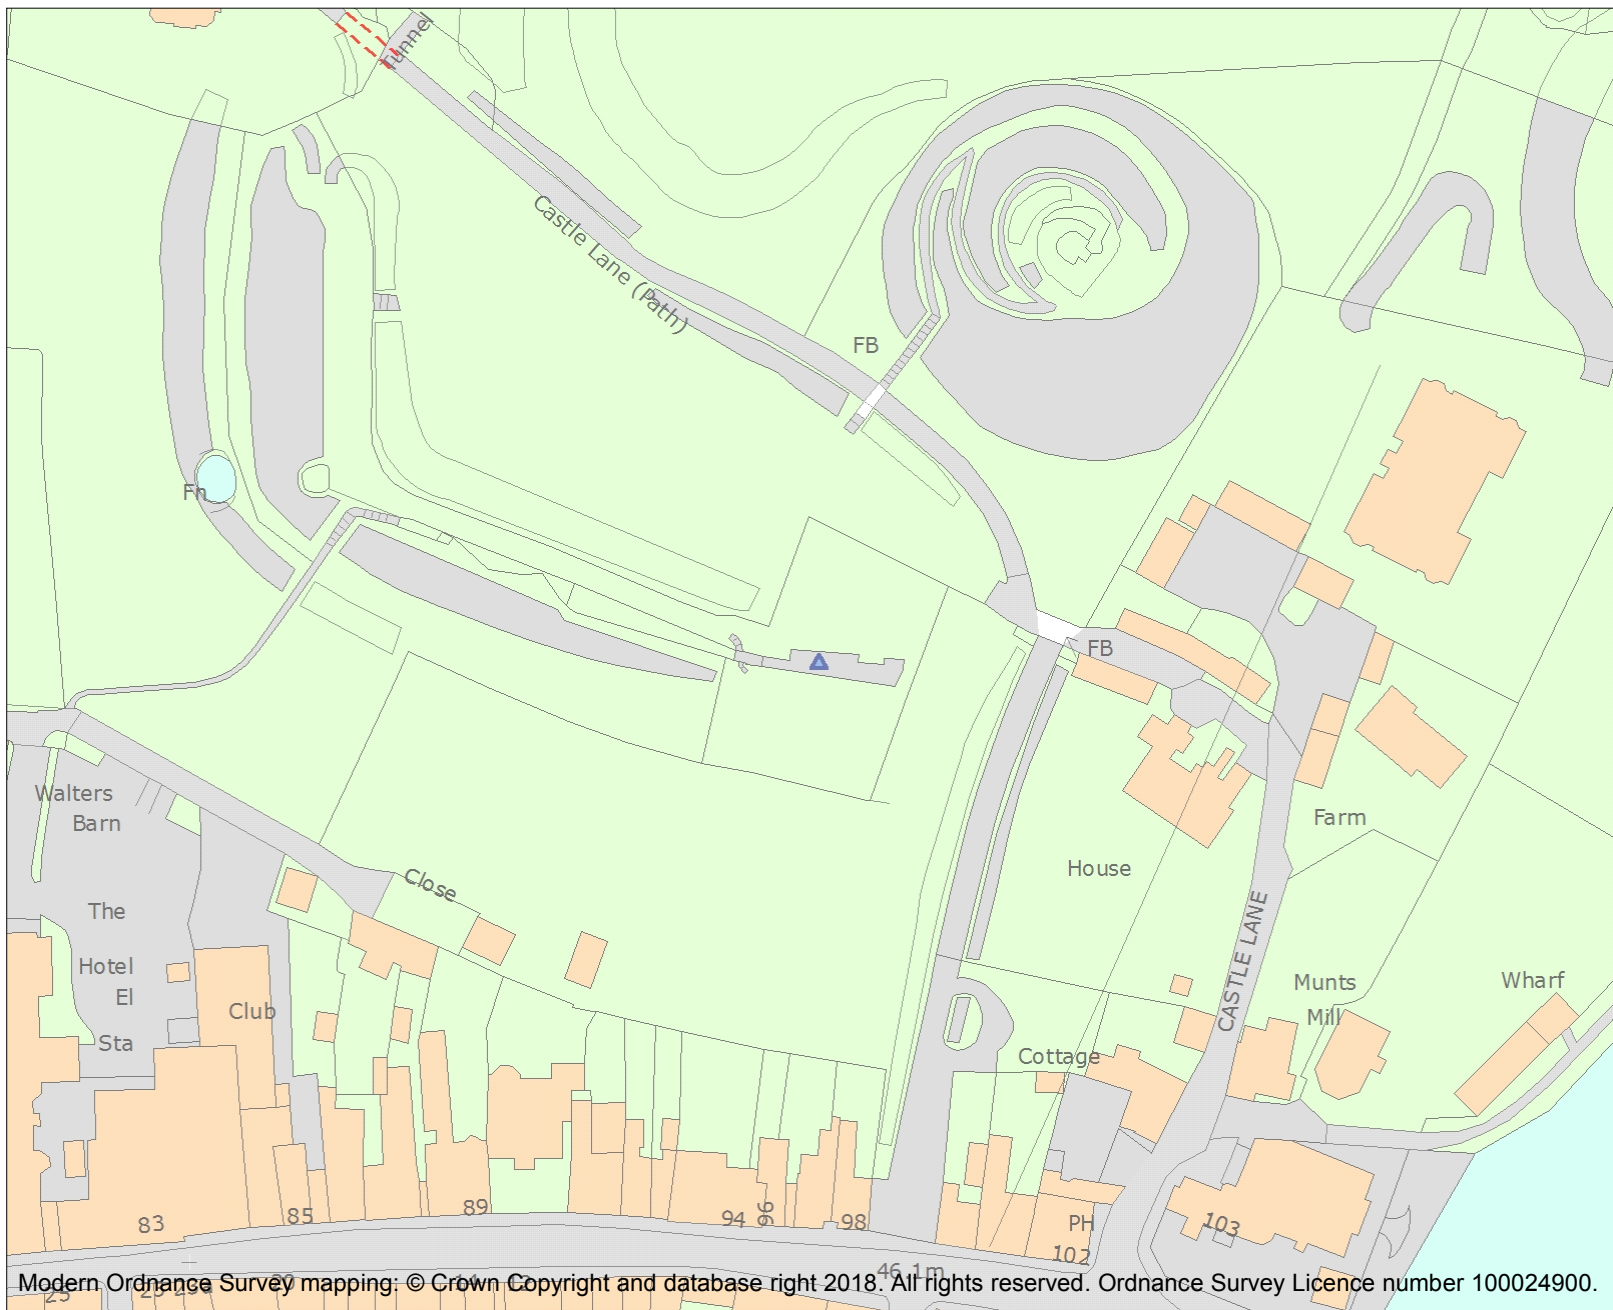 Tunnel
Castle Lane (Path)
FB
Fn
FB
Walters
Barn
Farm
House
Close
The
CASTLE LANE
Hotel
El
Munts
Mill
Wharf
Club
Sta
Cottage
89
94
96
98
PH
103
83
85
102
46.1m
Modern Ordnance Survey mapping: © Crown Copyright and database right 2018. All rights reserved. Ordnance Survey Licence number 100024900.
25